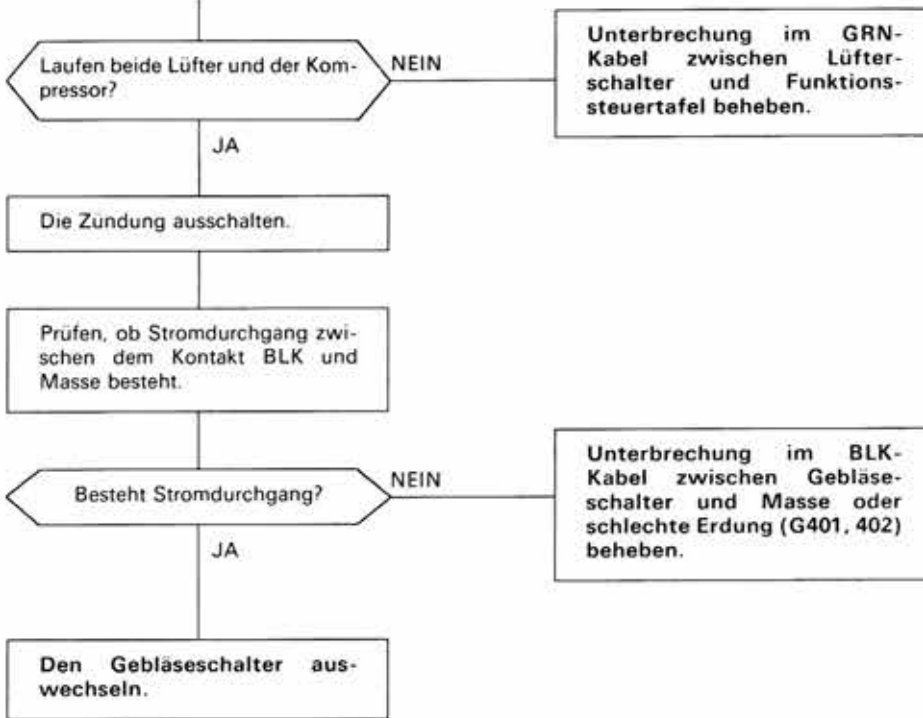 Laufen beide Lüfter und der Kom-
pressor?
NEIN
Unterbrechung im GRN-
Kabel zwischen Lüfter-
schalter und Funktions-
steuertafel beheben.
JA
Die Zündung ausschalten.
Prüfen, ob Stromdurchgang zwi-
schen dem Kontakt BLK und
Masse besteht.
Besteht Stromdurchgang?
NEIN
Unterbrechung im BLK-
Kabel zwischen Gebläse-
schalter und Masse oder
schlechte Erdung (G401, 402)
beheben.
JA
Den Gebläseschalter aus-
wechseln.